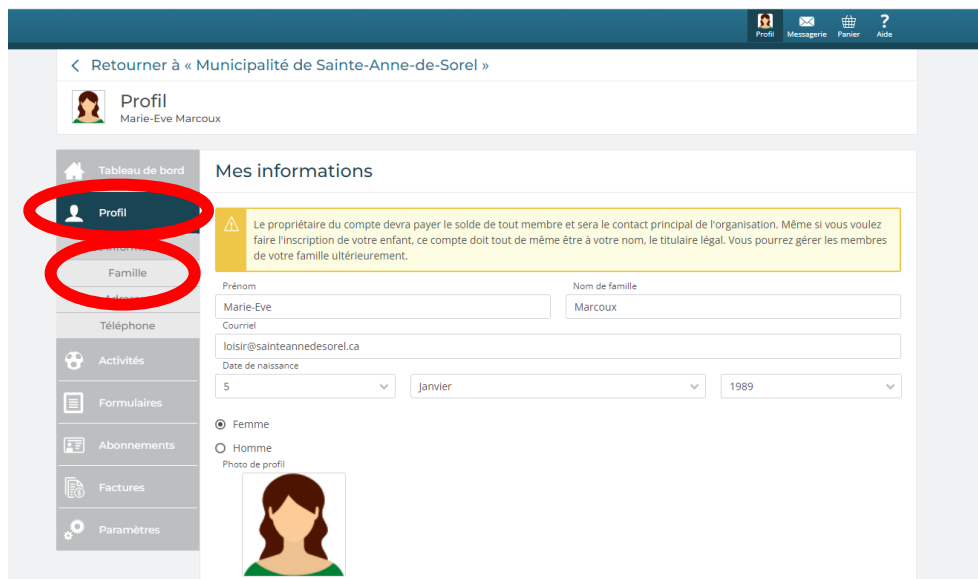 Profil Messagerie Panier Aide
Retourner à « Municipalité de Sainte-Anne-de-Sorel »
Profil
Marie-Eve Marcoux
Tableau de bord
Profil
Famille
Téléphone
Activités
Formulaires
Abonnements
Factures
Paramètres
Mes informations
Le propriétaire du compte devra payer le solde de tout membre et sera le contact principal de l'organisation. Même si vous voulez
faire l'inscription de votre enfant, ce compte doit tout de même être à votre nom, le titulaire légal. Vous pourrez gérer les membres
de votre famille ultérieurement.
Prénom Nom de famille
Marie-Eve Marcoux
Courriel
loisir@sainteannedesorel.ca
Date de naissance
5 Janvier 1989
Femme
Homme
Photo de profil